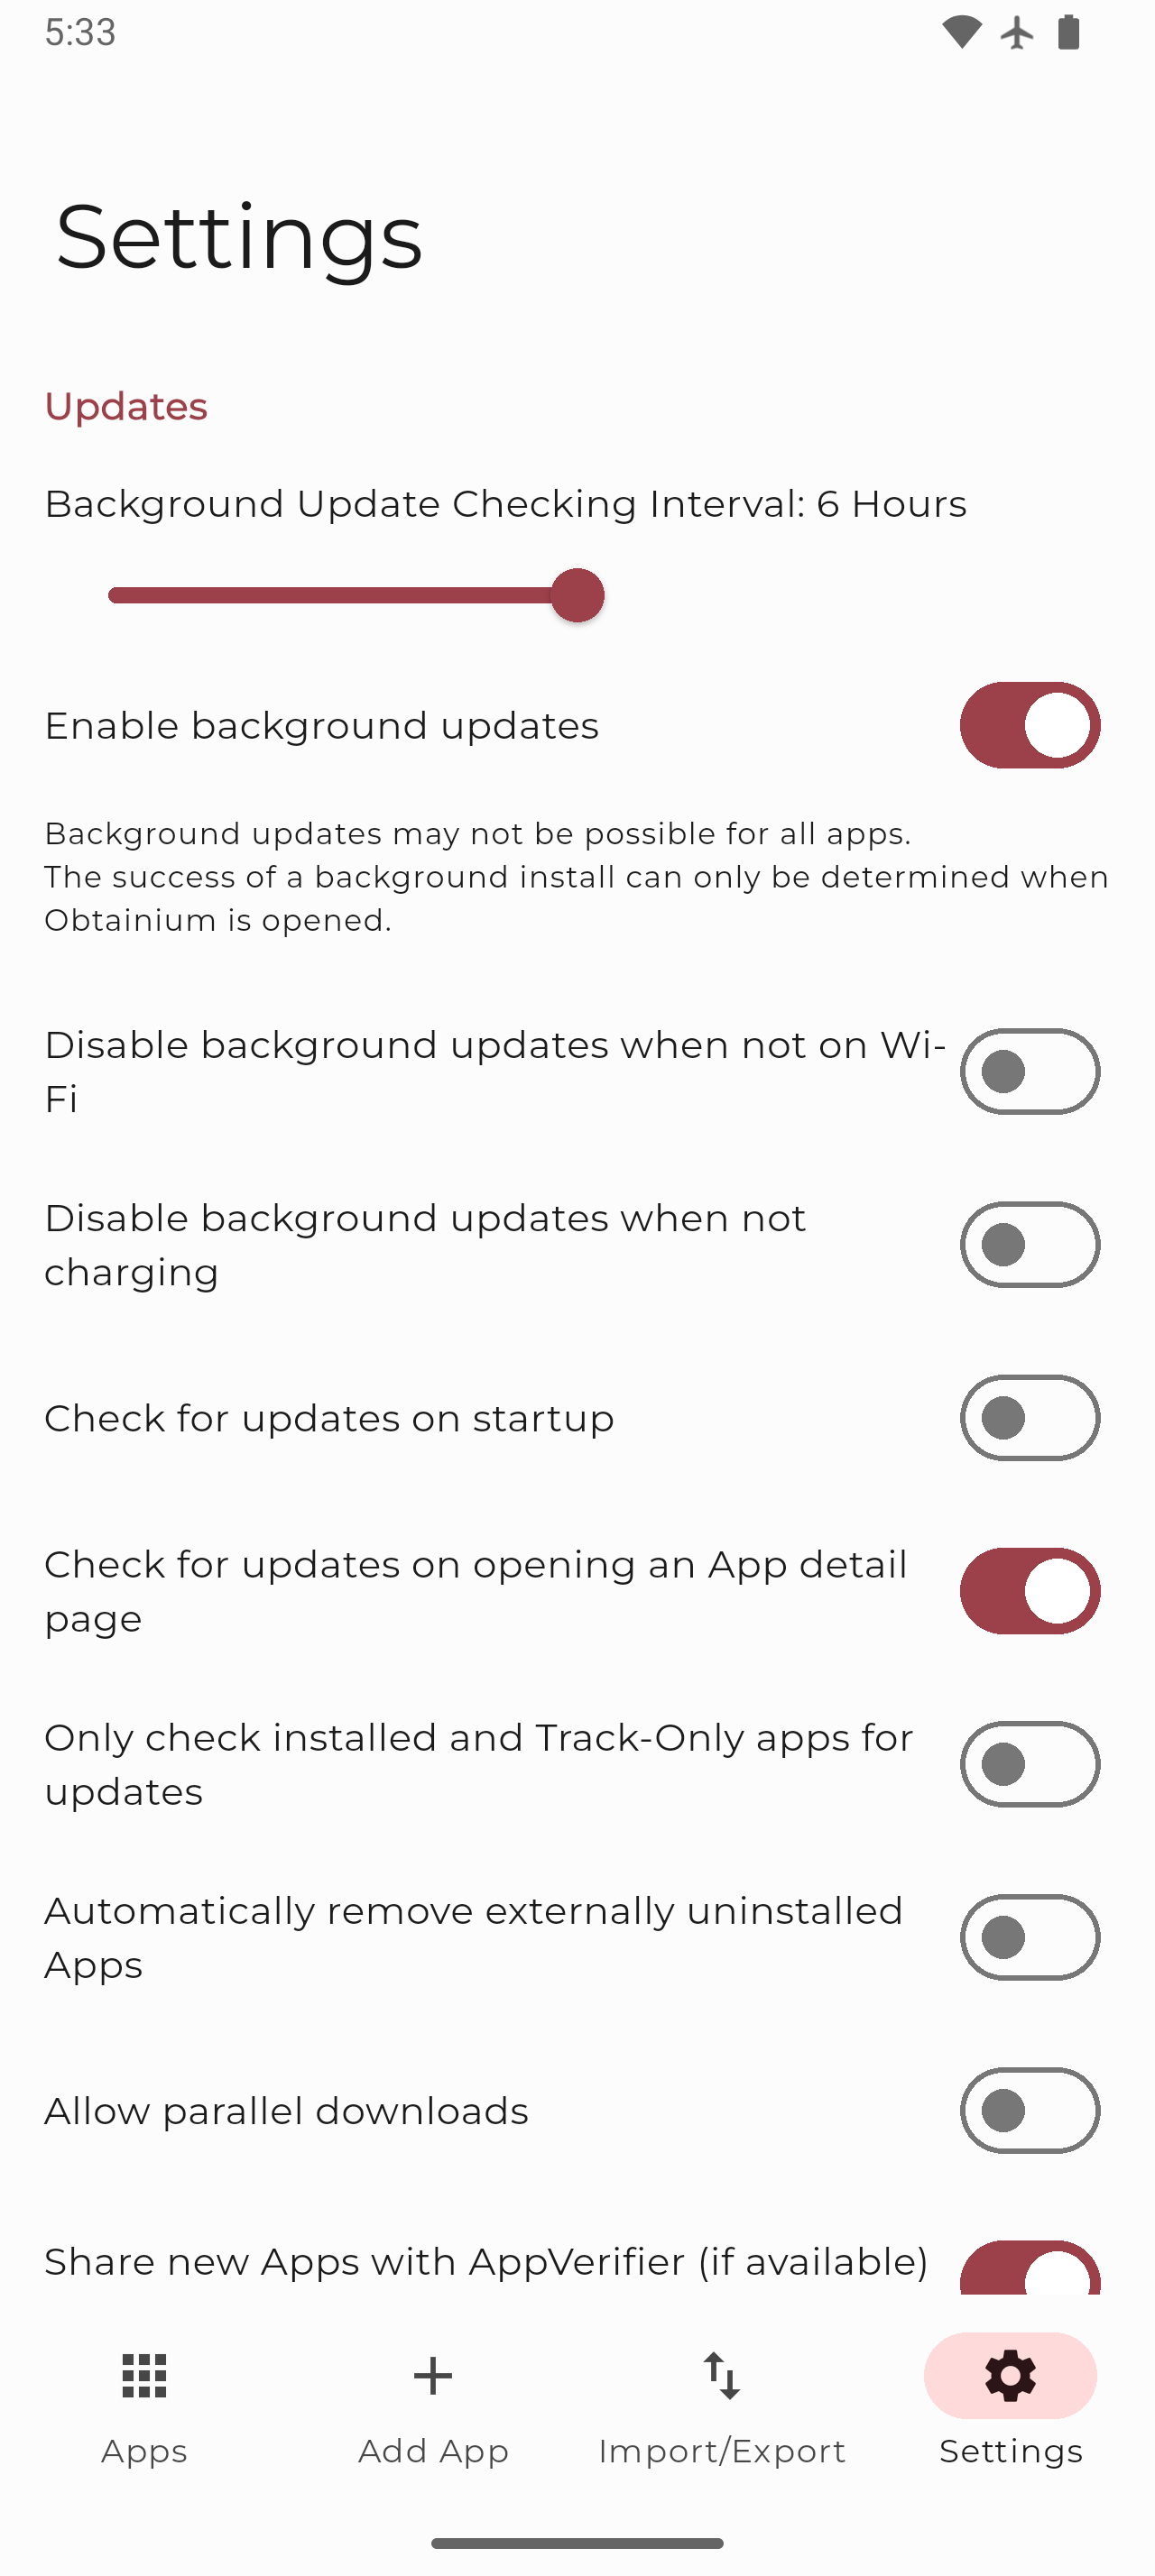 5:33
Settings
Updates
Background Update Checking Interval: 6 Hours
Enable background updates
Background updates may not be possible for all apps.
The success of a background install can only be determined when
Obtainium is opened.
Disable background updates when not on Wi-
Fi
Disable background updates when not
charging
Check for updates on startup
Check for updates on opening an App detail
page
Only check installed and Track-Only apps for
updates
Automatically remove externally uninstalled
Apps
Allow parallel downloads
Share new Apps with AppVerifier (if available)
Apps
Add App
Import/Export
Settings